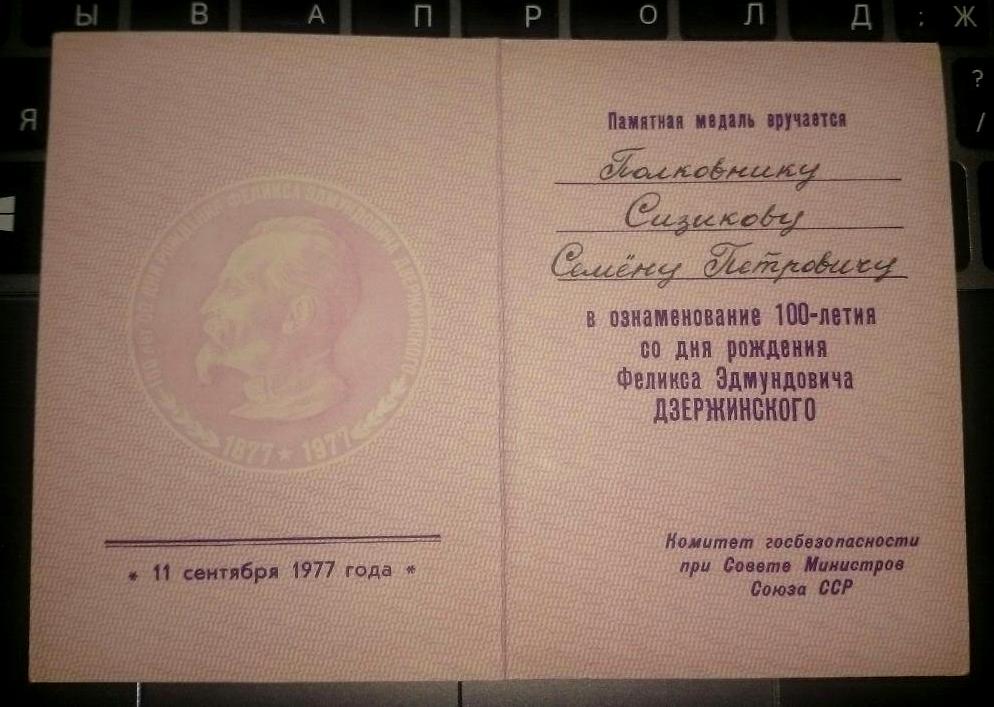 Ы В А П Р О Л Д ; Ж
Я
?
/
1877 ★ 1977
* 11 сентября 1977 года *
Памятная медаль вручается
Полковнику
Сизикову
Семёну Петровичу
в ознаменование 100-летия
со дня рождения
Феликса Эдмундовича
ДЗЕРЖИНСКОГО
Комитет госбезопасности
при Совете Министров
Союза ССР